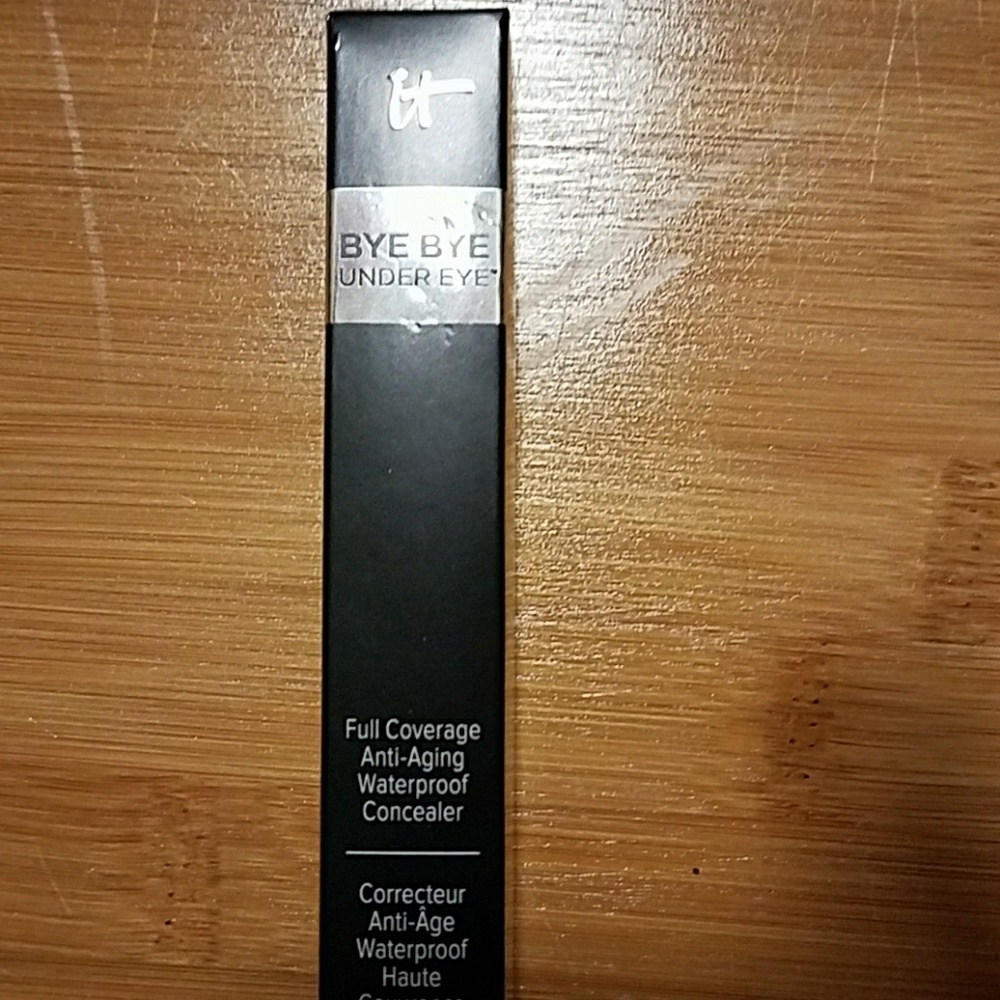 it
BYE BYE
UNDER EYE™
Full Coverage
Anti-Aging
Waterproof
Concealer
Correcteur
Anti-Âge
Waterproof
Haute